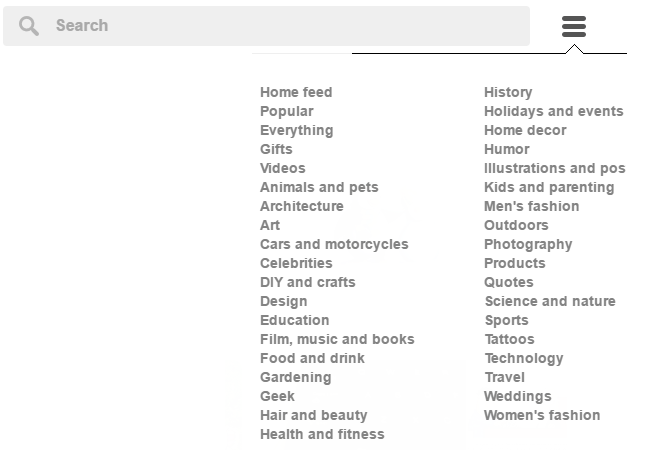 Search
Home feed
Popular
Everything
Gifts
Videos
Animals and pets
Architecture
Art
Cars and motorcycles
Celebrities
DIY and crafts
Design
Education
Film, music and books
Food and drink
Gardening
Geek
Hair and beauty
Health and fitness
History
Holidays and events
Home decor
Humor
Illustrations and pos
Kids and parenting
Men's fashion
Outdoors
Photography
Products
Quotes
Science and nature
Sports
Tattoos
Technology
Travel
Weddings
Women's fashion